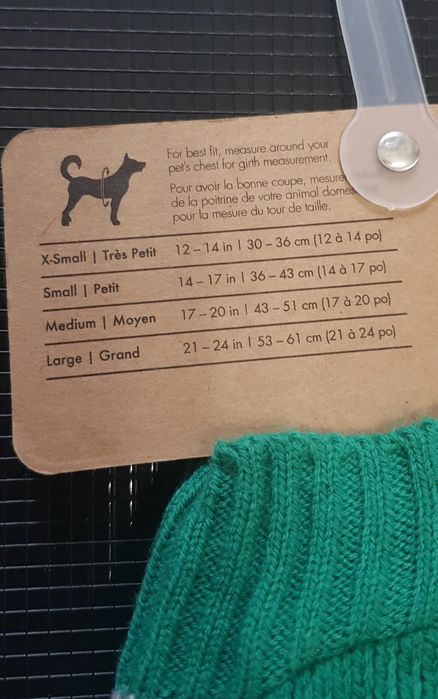 For best fit, measure around your
pet's chest for girth measurement.
Pour avoir la bonne coupe, mesure
de la poitrine de votre animal domes
pour la mesure du tour de taille.
X-Small | Très Petit 12 – 14 in | 30 – 36 cm (12 à 14 po)
Small | Petit 14 – 17 in | 36 – 43 cm (14 à 17 po)
Medium | Moyen 17 – 20 in | 43 – 51 cm (17 à 20 po)
Large | Grand 21 – 24 in | 53 – 61 cm (21 à 24 po)